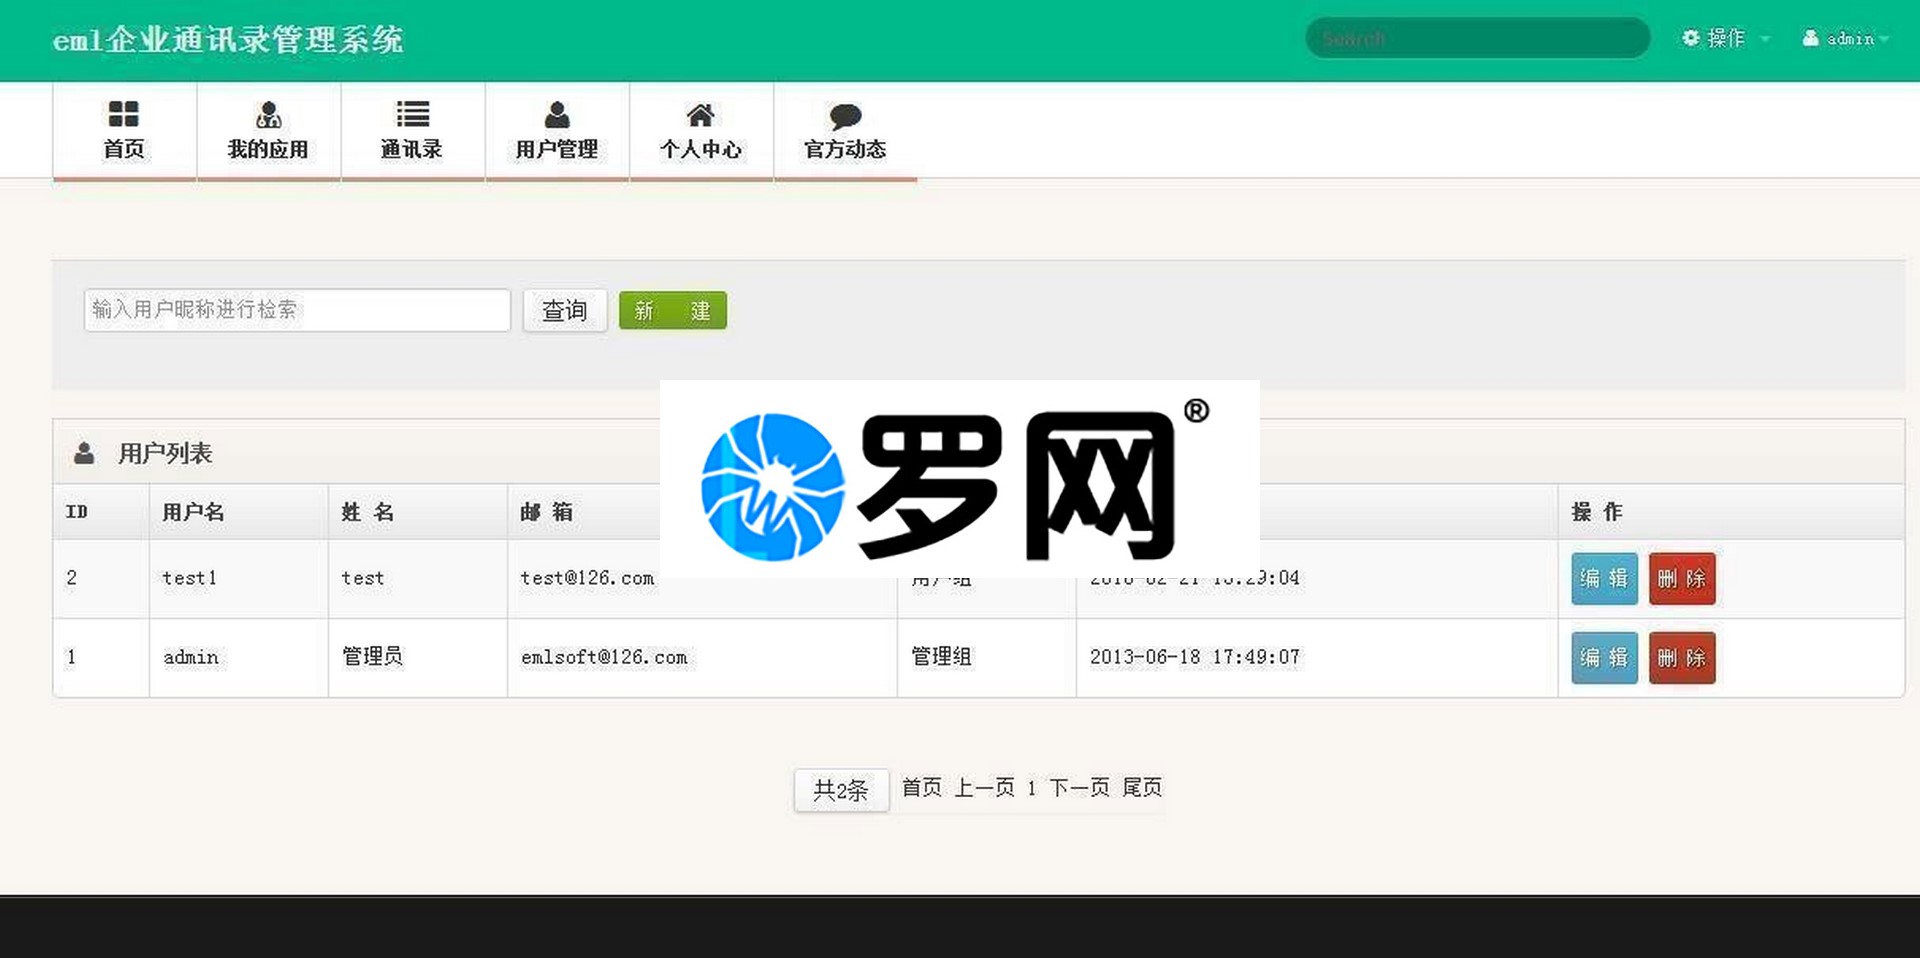 eml企业通讯录管理系统
Search
操作
admin
首页
我的应用
通讯录
用户管理
个人中心
官方动态
输入用户昵称进行检索
查询
新 建
罗网®
用户列表
ID 用户名 姓 名 邮 箱 操 作
2 test1 test test@126.com 用户组 :29:04 编 辑 删 除
1 admin 管理员 emlsoft@126.com 管理组 2013-06-18 17:49:07 编 辑 删 除
共2条 首页 上一页 1 下一页 尾页